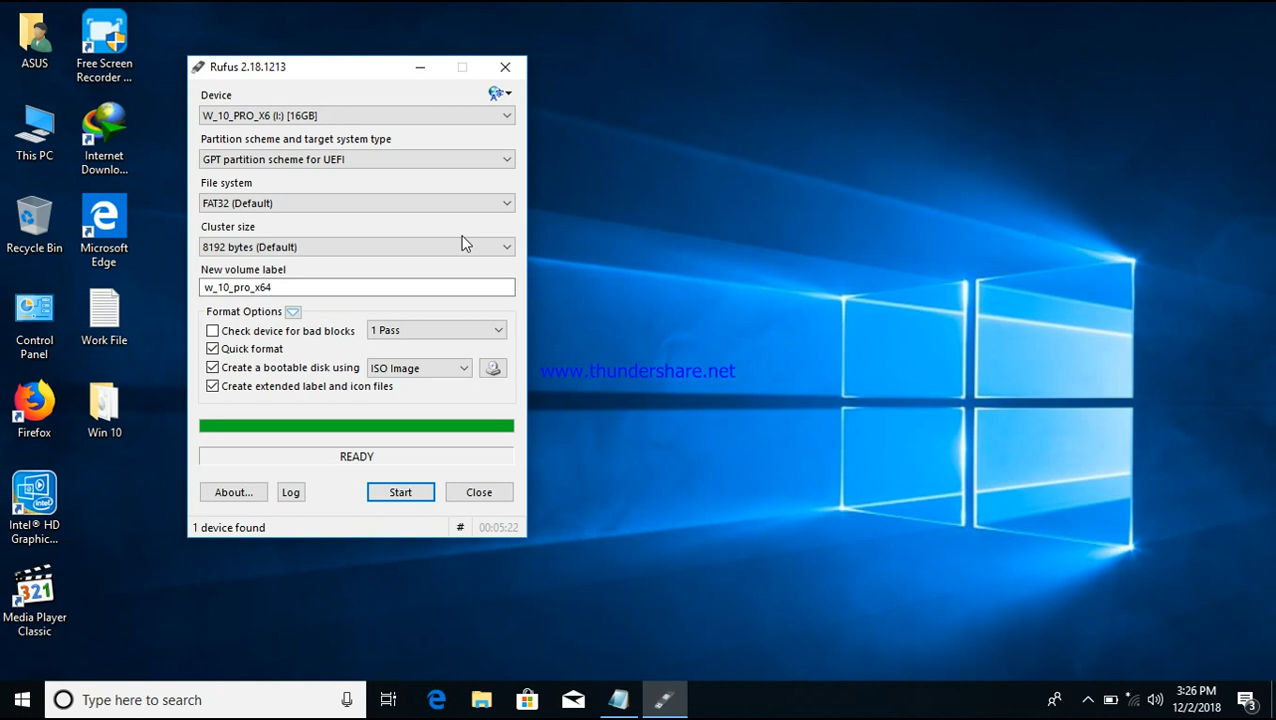 ASUS
Free Screen
Recorder ...
This PC
Internet
Downlo...
Recycle Bin
Microsoft
Edge
Control
Panel
Work File
Firefox
Win 10
Intel® HD
Graphic...
321
Media Player
Classic
Rufus 2.18.1213
Device
W_10_PRO_X6 (I:) [16GB]
Partition scheme and target system type
GPT partition scheme for UEFI
File system
FAT32 (Default)
Cluster size
8192 bytes (Default)
New volume label
w_10_pro_x64
Format Options
Check device for bad blocks 1 Pass
Quick format
Create a bootable disk using ISO Image
Create extended label and icon files
READY
About... Log Start Close
1 device found # 00:05:22
www.thundershare.net
Type here to search
3:26 PM
12/2/2018
3